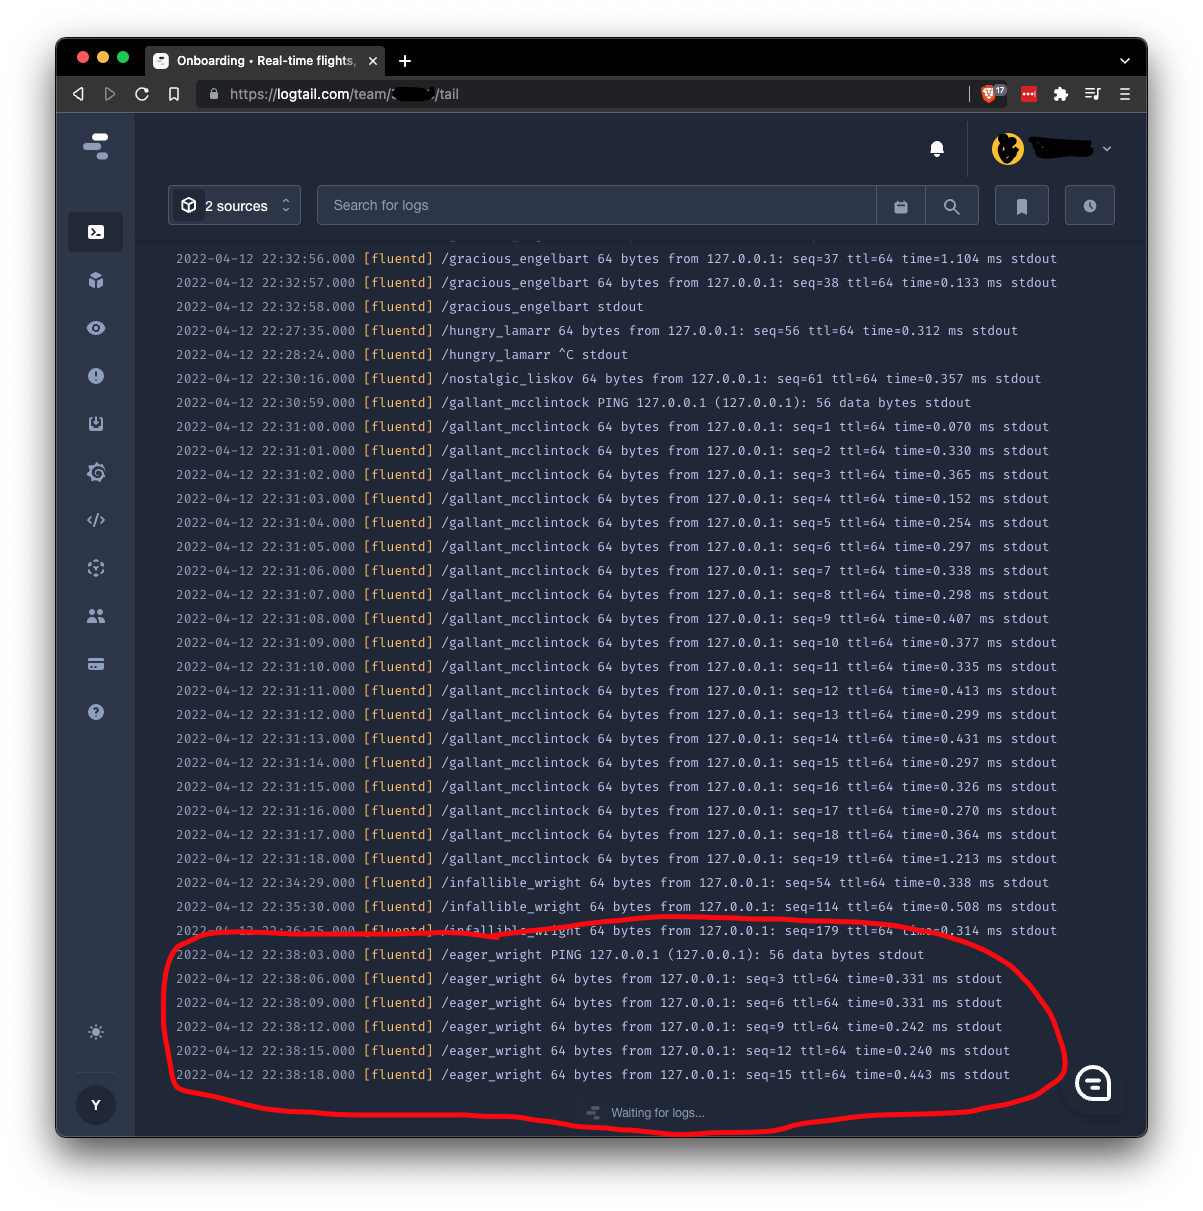 Onboarding • Real-time flights,
https://logtail.com/team/ /tail
17
2 sources
Search for logs
2022-04-12 22:32:56.000 [fluentd] /gracious_engelbart 64 bytes from 127.0.0.1: seq=37 ttl=64 time=1.104 ms stdout
2022-04-12 22:32:57.000 [fluentd] /gracious_engelbart 64 bytes from 127.0.0.1: seq=38 ttl=64 time=0.133 ms stdout
2022-04-12 22:32:58.000 [fluentd] /gracious_engelbart stdout
2022-04-12 22:27:35.000 [fluentd] /hungry_lamarr 64 bytes from 127.0.0.1: seq=56 ttl=64 time=0.312 ms stdout
2022-04-12 22:28:24.000 [fluentd] /hungry_lamarr ^C stdout
2022-04-12 22:30:16.000 [fluentd] /nostalgic_liskov 64 bytes from 127.0.0.1: seq=61 ttl=64 time=0.357 ms stdout
2022-04-12 22:30:59.000 [fluentd] /gallant_mcclintock PING 127.0.0.1 (127.0.0.1): 56 data bytes stdout
2022-04-12 22:31:00.000 [fluentd] /gallant_mcclintock 64 bytes from 127.0.0.1: seq=1 ttl=64 time=0.070 ms stdout
2022-04-12 22:31:01.000 [fluentd] /gallant_mcclintock 64 bytes from 127.0.0.1: seq=2 ttl=64 time=0.330 ms stdout
2022-04-12 22:31:02.000 [fluentd] /gallant_mcclintock 64 bytes from 127.0.0.1: seq=3 ttl=64 time=0.365 ms stdout
2022-04-12 22:31:03.000 [fluentd] /gallant_mcclintock 64 bytes from 127.0.0.1: seq=4 ttl=64 time=0.152 ms stdout
2022-04-12 22:31:04.000 [fluentd] /gallant_mcclintock 64 bytes from 127.0.0.1: seq=5 ttl=64 time=0.254 ms stdout
2022-04-12 22:31:05.000 [fluentd] /gallant_mcclintock 64 bytes from 127.0.0.1: seq=6 ttl=64 time=0.297 ms stdout
2022-04-12 22:31:06.000 [fluentd] /gallant_mcclintock 64 bytes from 127.0.0.1: seq=7 ttl=64 time=0.338 ms stdout
2022-04-12 22:31:07.000 [fluentd] /gallant_mcclintock 64 bytes from 127.0.0.1: seq=8 ttl=64 time=0.298 ms stdout
2022-04-12 22:31:08.000 [fluentd] /gallant_mcclintock 64 bytes from 127.0.0.1: seq=9 ttl=64 time=0.407 ms stdout
2022-04-12 22:31:09.000 [fluentd] /gallant_mcclintock 64 bytes from 127.0.0.1: seq=10 ttl=64 time=0.377 ms stdout
2022-04-12 22:31:10.000 [fluentd] /gallant_mcclintock 64 bytes from 127.0.0.1: seq=11 ttl=64 time=0.335 ms stdout
2022-04-12 22:31:11.000 [fluentd] /gallant_mcclintock 64 bytes from 127.0.0.1: seq=12 ttl=64 time=0.413 ms stdout
2022-04-12 22:31:12.000 [fluentd] /gallant_mcclintock 64 bytes from 127.0.0.1: seq=13 ttl=64 time=0.299 ms stdout
2022-04-12 22:31:13.000 [fluentd] /gallant_mcclintock 64 bytes from 127.0.0.1: seq=14 ttl=64 time=0.431 ms stdout
2022-04-12 22:31:14.000 [fluentd] /gallant_mcclintock 64 bytes from 127.0.0.1: seq=15 ttl=64 time=0.297 ms stdout
2022-04-12 22:31:15.000 [fluentd] /gallant_mcclintock 64 bytes from 127.0.0.1: seq=16 ttl=64 time=0.326 ms stdout
2022-04-12 22:31:16.000 [fluentd] /gallant_mcclintock 64 bytes from 127.0.0.1: seq=17 ttl=64 time=0.270 ms stdout
2022-04-12 22:31:17.000 [fluentd] /gallant_mcclintock 64 bytes from 127.0.0.1: seq=18 ttl=64 time=0.364 ms stdout
2022-04-12 22:31:18.000 [fluentd] /gallant_mcclintock 64 bytes from 127.0.0.1: seq=19 ttl=64 time=1.213 ms stdout
2022-04-12 22:34:29.000 [fluentd] /infallible_wright 64 bytes from 127.0.0.1: seq=54 ttl=64 time=0.338 ms stdout
2022-04-12 22:35:30.000 [fluentd] /infallible_wright 64 bytes from 127.0.0.1: seq=114 ttl=64 time=0.508 ms stdout
2022-04-12 22:36:35.000 [fluentd] /infallible_wright 64 bytes from 127.0.0.1: seq=179 ttl=64 time=0.314 ms stdout
2022-04-12 22:38:03.000 [fluentd] /eager_wright PING 127.0.0.1 (127.0.0.1): 56 data bytes stdout
2022-04-12 22:38:06.000 [fluentd] /eager_wright 64 bytes from 127.0.0.1: seq=3 ttl=64 time=0.331 ms stdout
2022-04-12 22:38:09.000 [fluentd] /eager_wright 64 bytes from 127.0.0.1: seq=6 ttl=64 time=0.331 ms stdout
2022-04-12 22:38:12.000 [fluentd] /eager_wright 64 bytes from 127.0.0.1: seq=9 ttl=64 time=0.242 ms stdout
2022-04-12 22:38:15.000 [fluentd] /eager_wright 64 bytes from 127.0.0.1: seq=12 ttl=64 time=0.240 ms stdout
2022-04-12 22:38:18.000 [fluentd] /eager_wright 64 bytes from 127.0.0.1: seq=15 ttl=64 time=0.443 ms stdout
Y
Waiting for logs...